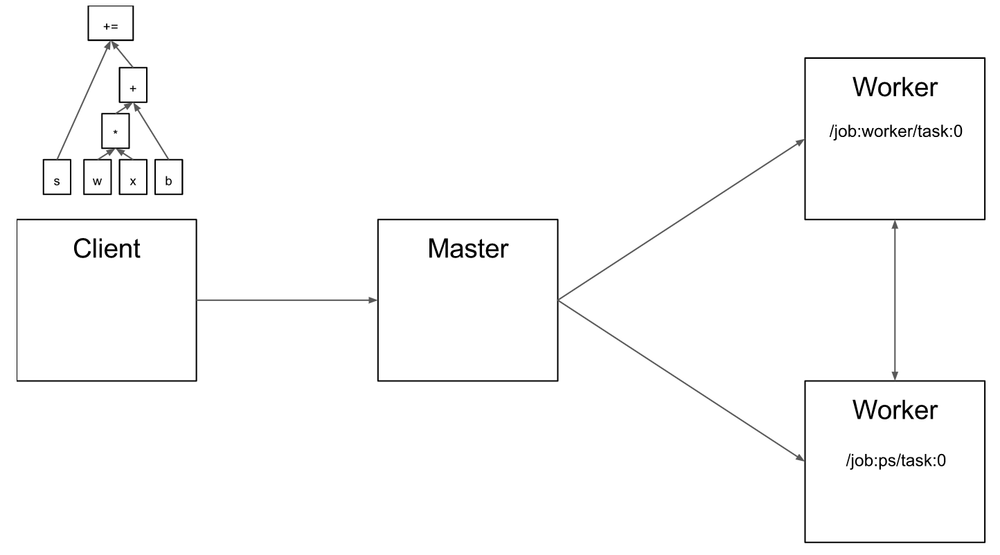 +=
+
*
s w x b
Client
Master
Worker
/job:worker/task:0
Worker
/job:ps/task:0